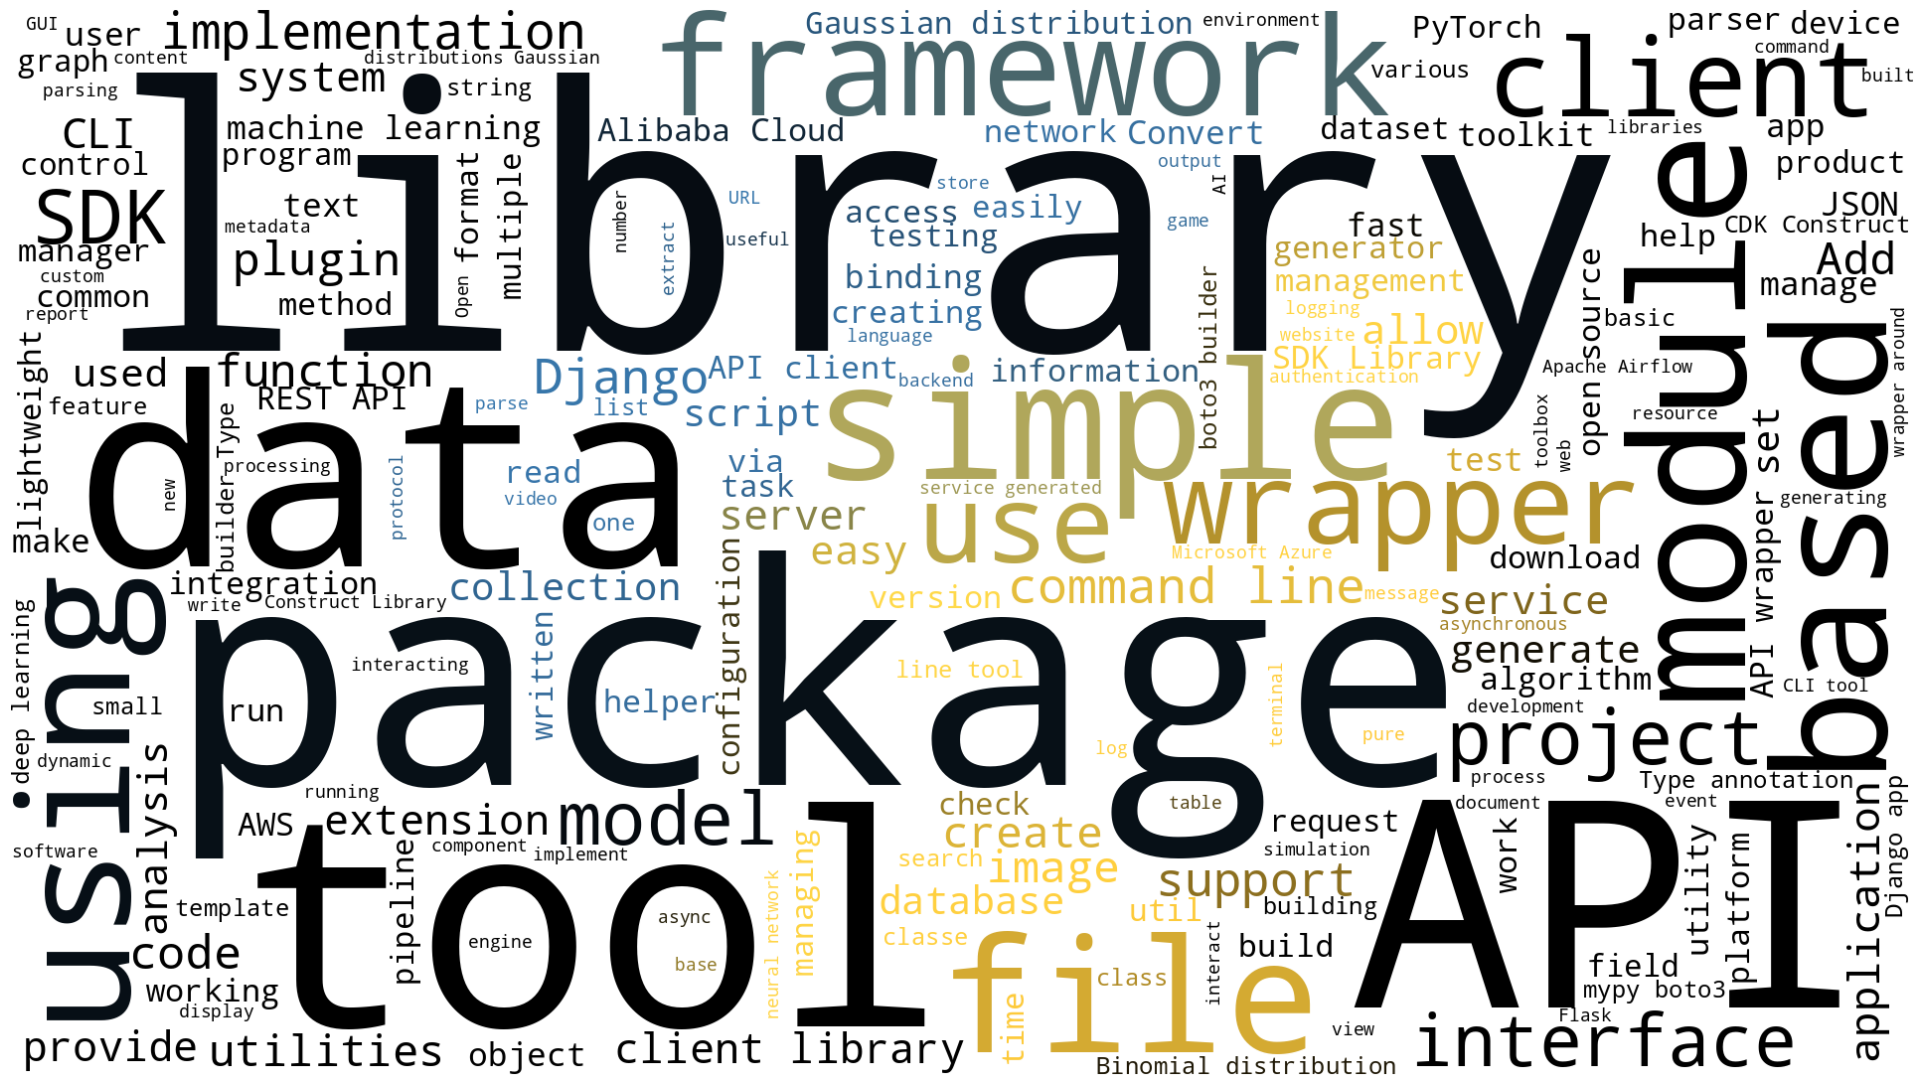 GUI
user
implementation
framework
Gaussian distribution
environment
PyTorch
parser
device
graph
content
system
distributions Gaussian
string
various
client
command
built
parsing
CLI
machine learning
Alibaba Cloud
network
Convert
dataset
toolkit
libraries
app
control
program
library
output
AI
product
SDK
text
format
multiple
number
URL
store
access
easily
game
fast
module
JSON
metadata
extract
useful
testing
generator
help
CDK Construct
manager
plugin
Open
binding
management
boto3 builder
open source
Add
custom
common
method
creating
logging
basic
manage
report
language
website
allow
lightweight
used
function
Django
API client
backend
information
SDK Library
authentication
Apache Airflow
based
wrapper around
feature
REST API
parse
list
script
simple
toolbox
resource
data
builder-Type
processing
protocol
read
via
test
web
API wrapper set
new
video
task
service generated
wrapper
generating
make
one
server
use
easy
Microsoft Azure
download
using
integration
collection
configuration
version
command line
message
service
write
Construct Library
asynchronous
deep learning
package
interacting
written
line tool
generate
small
run
helper
terminal
algorithm
CLI tool
development
dynamic
analysis
log
pure
project
running
process
Type annotation
AWS
extension
model
check
table
document
event
application
Django app
software
component
implement
create
request
API
tool
pipeline
managing
search
image
simulation
work
utility
platform
template
neural network
async
database
support
util
building
code
engine
base
classe
file
class
interact
build
field
working
mypy boto3
display
time
view
Flask
provide
utilities
object
client library
Binomial distribution
interface